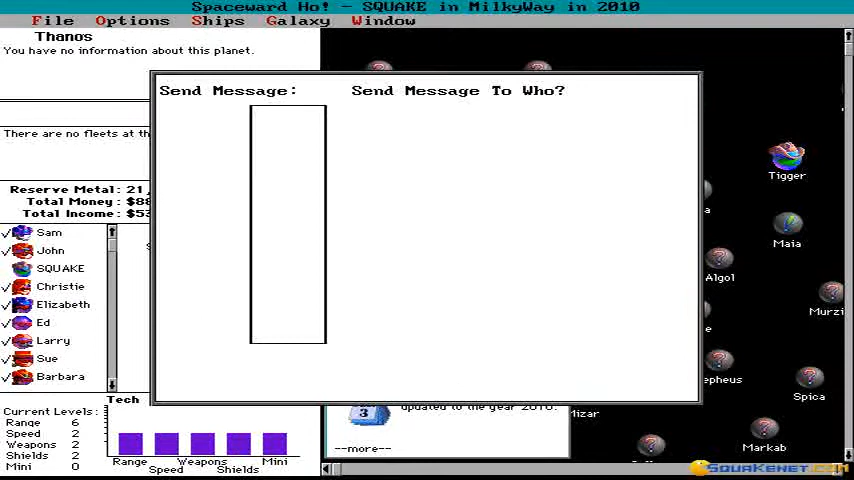 Spaceward Ho! - SQUAKE in MilkyWay in 2010
File Options Ships Galaxy Window
Thanos
You have no information about this planet.
There are no fleets at th
Reserve Metal: 21,
Total Money: $88
Total Income: $53
Sam
John
SQUAKE
Christie
Elizabeth
Ed
Larry
Sue
Barbara
Current Levels:
Range 6
Speed 2
Weapons 2
Shields 2
Mini 0
Tech
Range Weapons Mini
Speed Shields
Send Message: Send Message To Who?
3
updated to the year 2010.
--more--
Tigger
Maia
Algol
Murzi
epheus
Spica
Mizar
Markab
SQUAKENET.COM